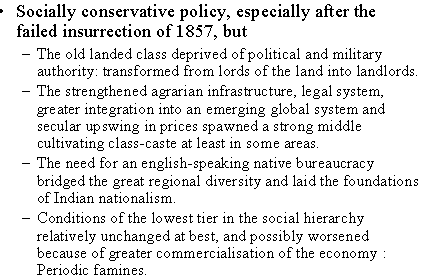 • Socially conservative policy, especially after the
failed insurrection of 1857, but
– The old landed class deprived of political and military
authority: transformed from lords of the land into landlords.
– The strengthened agrarian infrastructure, legal system,
greater integration into an emerging global system and
secular upswing in prices spawned a strong middle
cultivating class-caste at least in some areas.
– The need for an english-speaking native bureaucracy
bridged the great regional diversity and laid the foundations
of Indian nationalism.
– Conditions of the lowest tier in the social hierarchy
relatively unchanged at best, and possibly worsened
because of greater commercialisation of the economy :
Periodic famines.